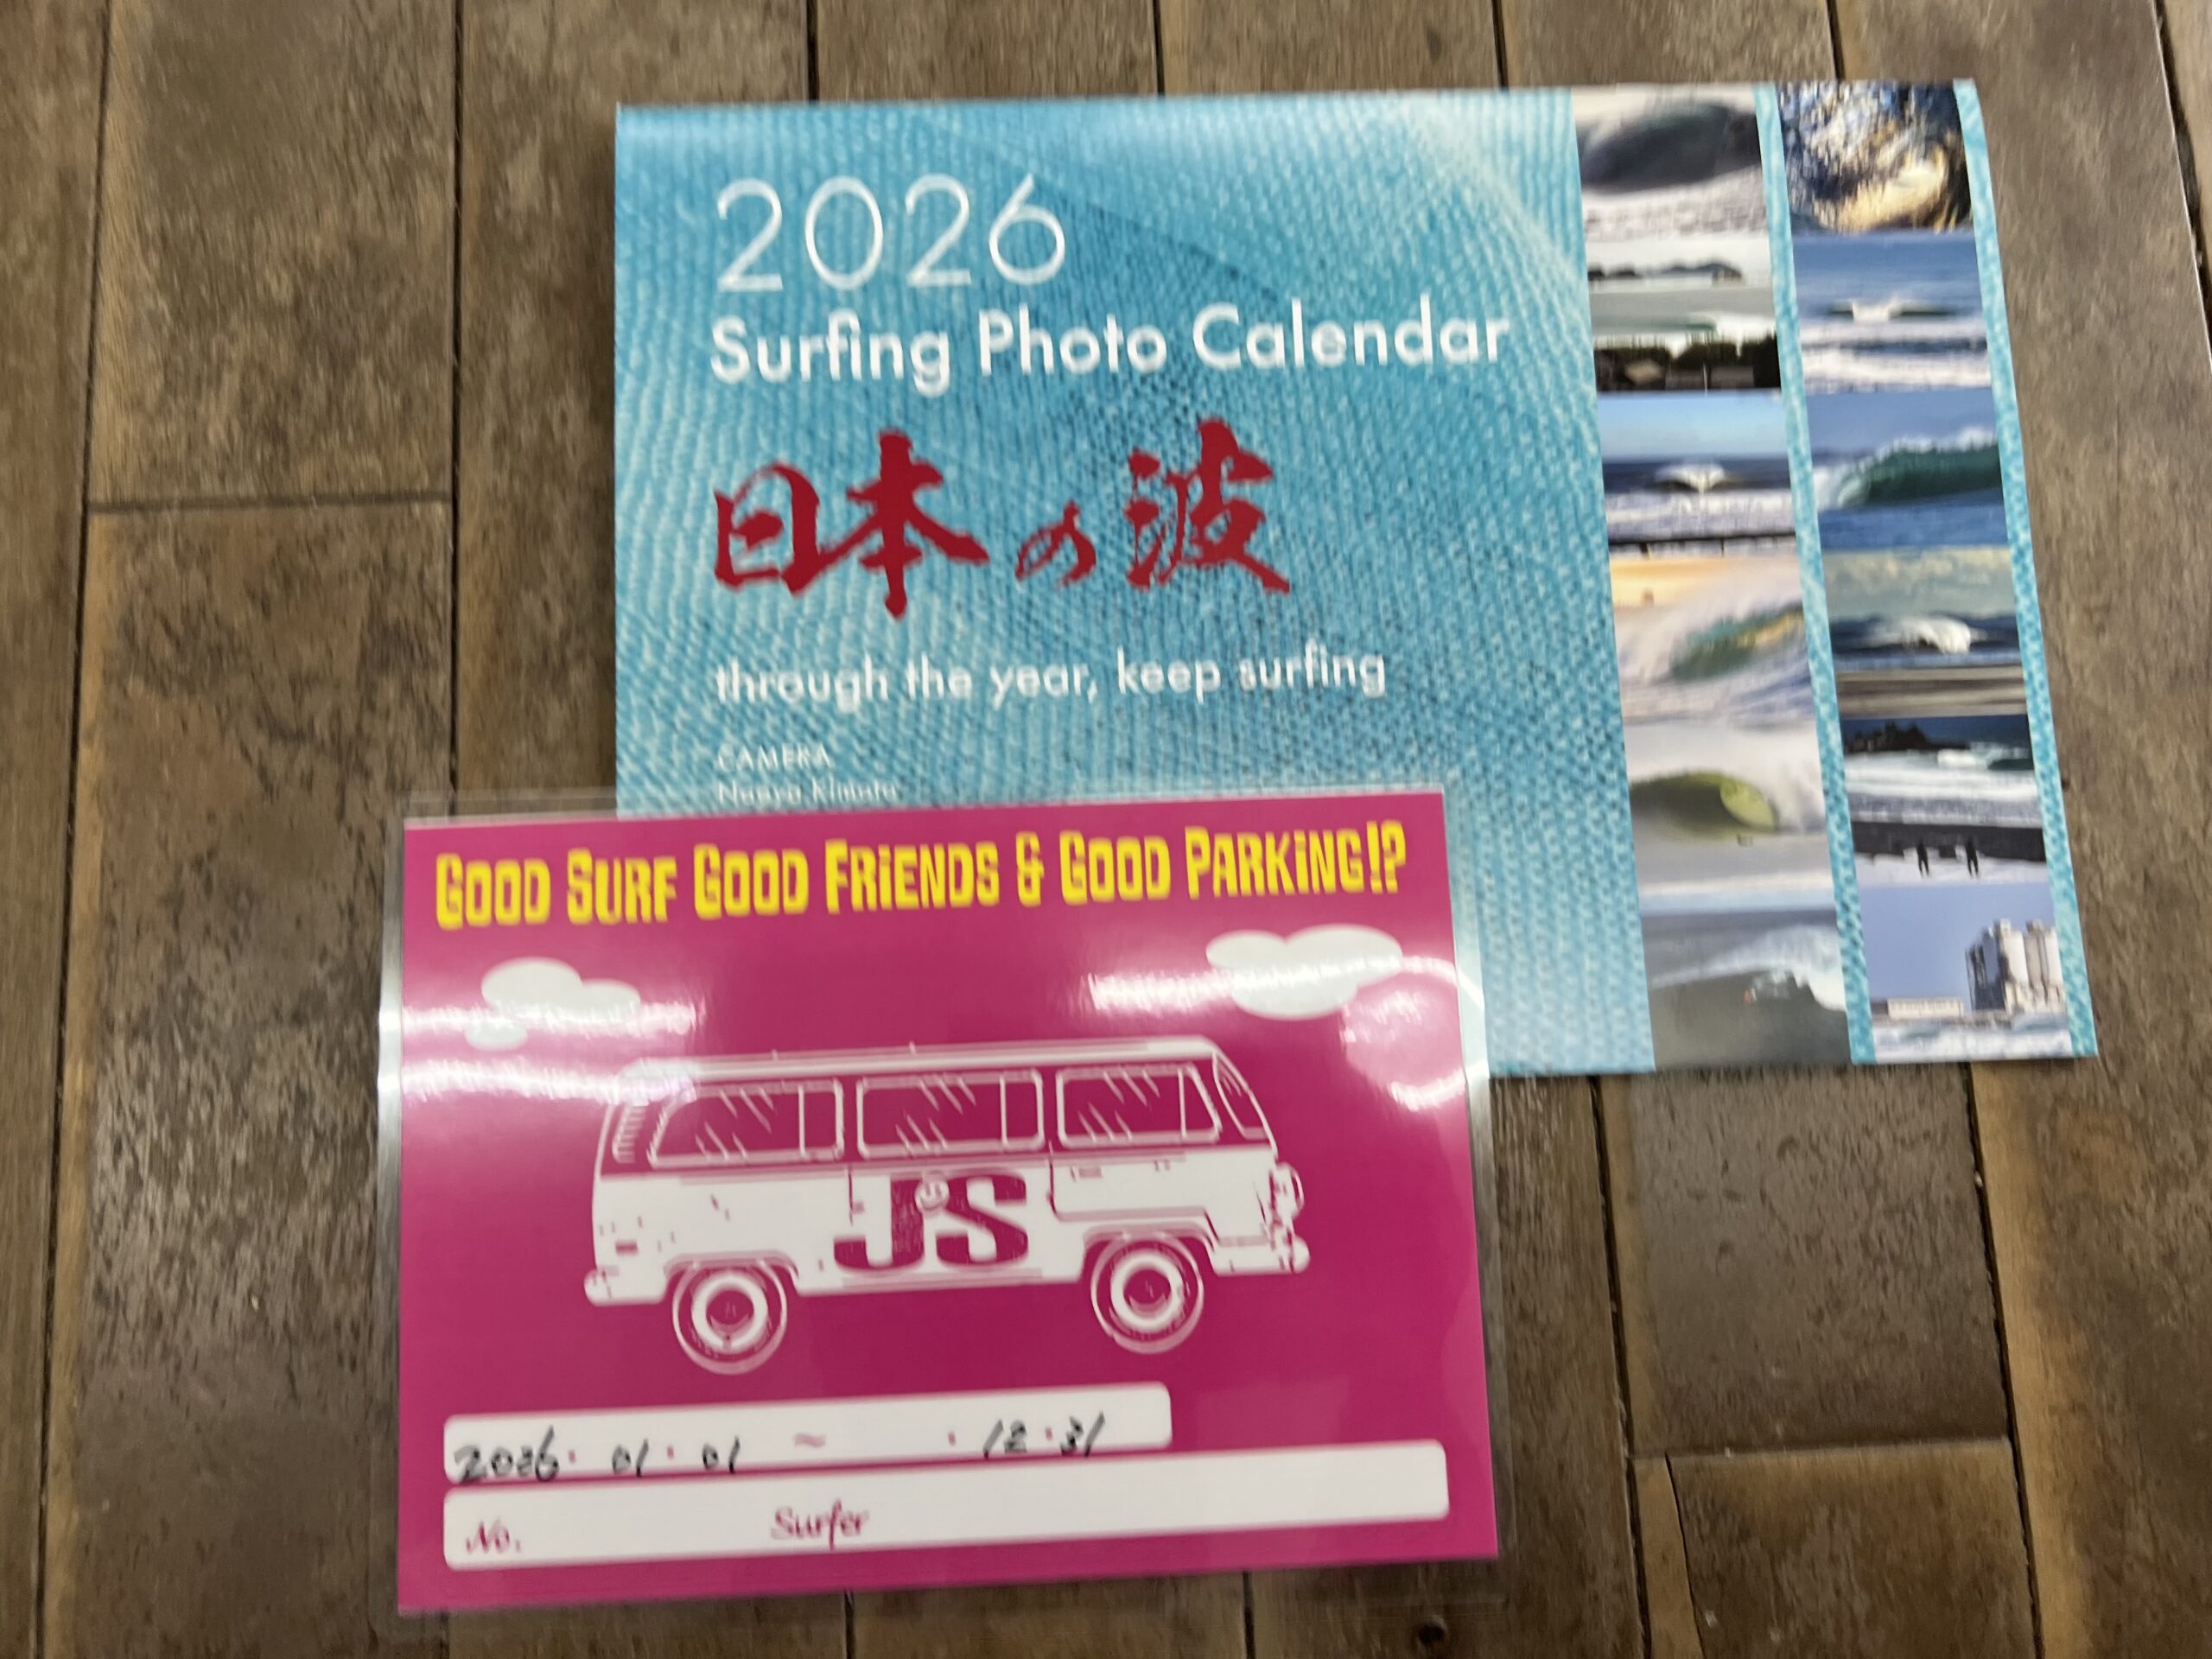 2026
Surfing Photo Calendar
日本の波
through the year, keep surfing
CAMERA
GOOD SURF GOOD FRIENDS & GOOD PARKING!?
J's
2026. 01. 01 ~ . 12. 31
No. Surfer